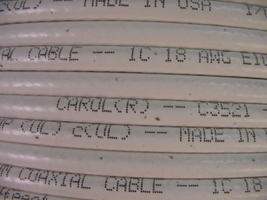 MADE IN USA
AL CABLE -- 1C 18 AWG
CAROL(R) -- C3521
(UL) c(UL) -- MADE IN
COAXIAL CABLE -- 1C 18